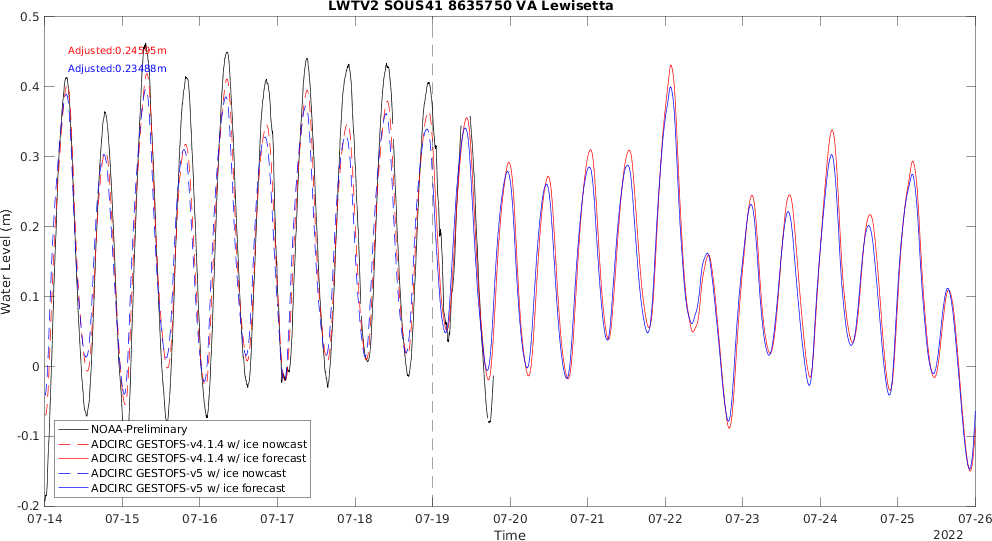 LWTV2 SOUS41 8635750 VA Lewisetta
0.5
0.4
0.3
0.2
0.1
0
-0.1
-0.2
Water Level (m)
Adjusted:0.24595m
Adjusted:0.23488m
NOAA-Preliminary
ADCIRC GESTOFS-v4.1.4 w/ ice nowcast
ADCIRC GESTOFS-v4.1.4 w/ ice forecast
ADCIRC GESTOFS-v5 w/ ice nowcast
ADCIRC GESTOFS-v5 w/ ice forecast
07-14 07-15 07-16 07-17 07-18 07-19 07-20 07-21 07-22 07-23 07-24 07-25 07-26
Time
2022